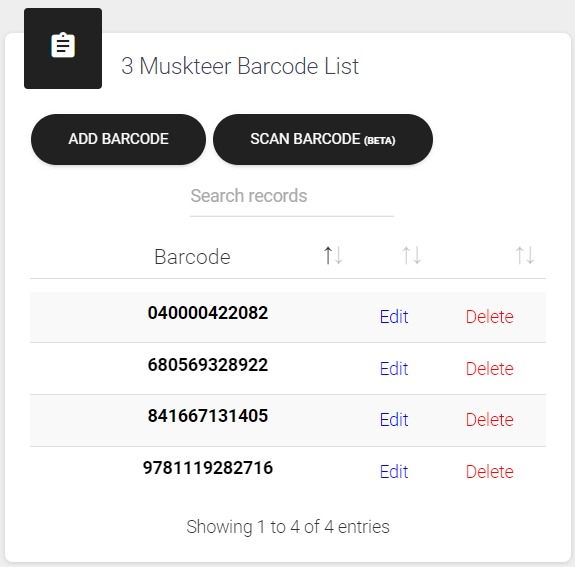 3 Muskteer Barcode List
ADD BARCODE SCAN BARCODE (BETA)
Search records
Barcode
040000422082 Edit Delete
680569328922 Edit Delete
841667131405 Edit Delete
9781119282716 Edit Delete
Showing 1 to 4 of 4 entries